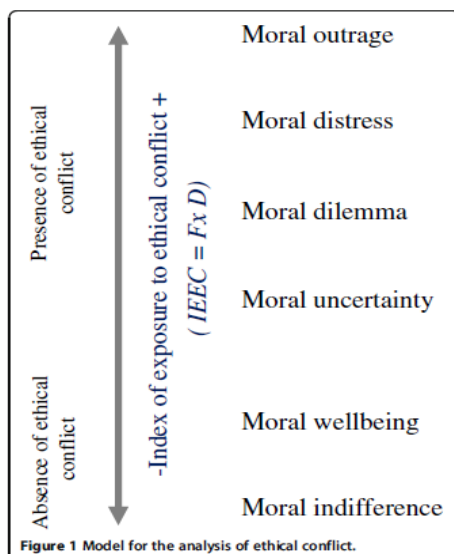 Moral outrage
Moral distress
Moral dilemma
Moral uncertainty
Moral wellbeing
Moral indifference
Presence of ethical
conflict
Absence of ethical
conflict
-Index of exposure to ethical conflict +
( IEEC = Fx D)
Figure 1 Model for the analysis of ethical conflict.